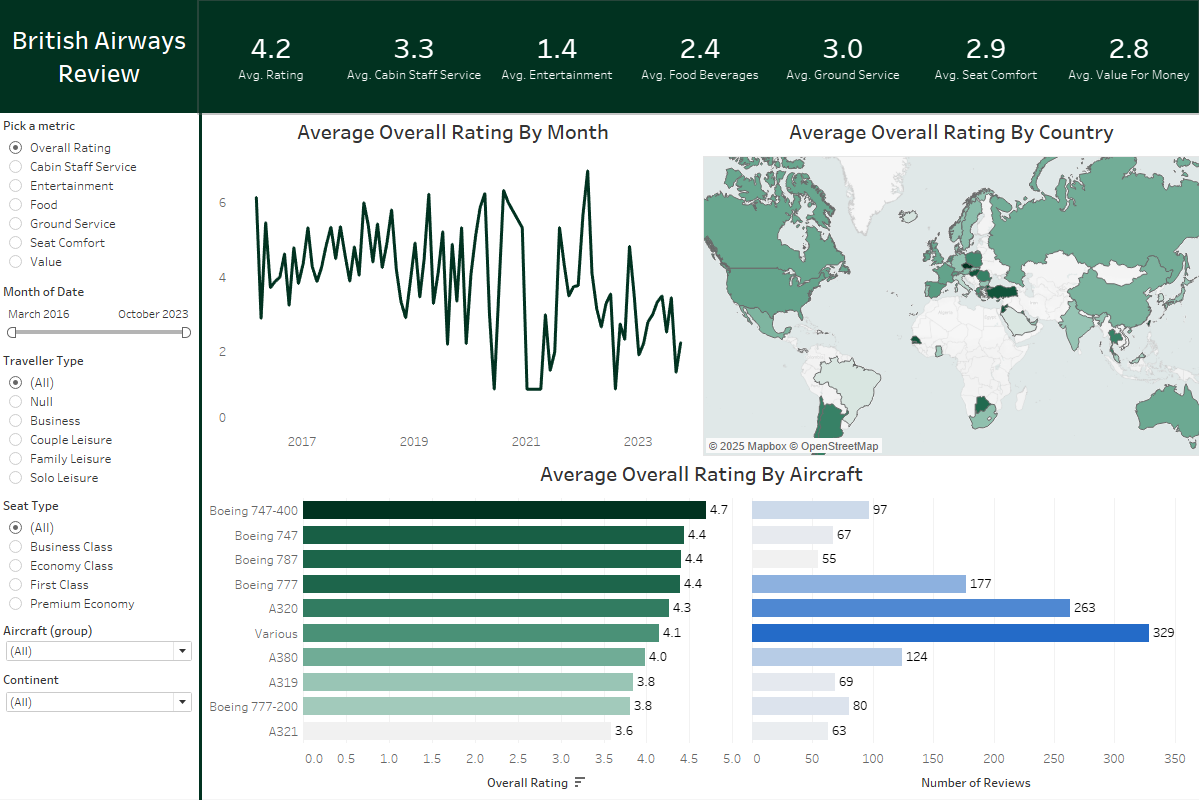 British Airways
Review
4.2
Avg. Rating
3.3
Avg. Cabin Staff Service
1.4
Avg. Entertainment
2.4
Avg. Food Beverages
3.0
Avg. Ground Service
2.9
Avg. Seat Comfort
2.8
Avg. Value For Money
Pick a metric
Overall Rating
Cabin Staff Service
Entertainment
Food
Ground Service
Seat Comfort
Value
Month of Date
March 2016 October 2023
Traveller Type
(All)
Null
Business
Couple Leisure
Family Leisure
Solo Leisure
Seat Type
(All)
Business Class
Economy Class
First Class
Premium Economy
Aircraft (group)
(All)
Continent
(All)
Average Overall Rating By Month
6
4
2
0
2017 2019 2021 2023
Average Overall Rating By Country
© 2025 Mapbox © OpenStreetMap
Average Overall Rating By Aircraft
Boeing 747-400 4.7 97
Boeing 747 4.4 67
Boeing 787 4.4 55
Boeing 777 4.4 177
A320 4.3 263
Various 4.1 329
A380 4.0 124
A319 3.8 69
Boeing 777-200 3.8 80
A321 3.6 63
0.0 0.5 1.0 1.5 2.0 2.5 3.0 3.5 4.0 4.5 5.0 0 50 100 150 200 250 300 350
Overall Rating Number of Reviews